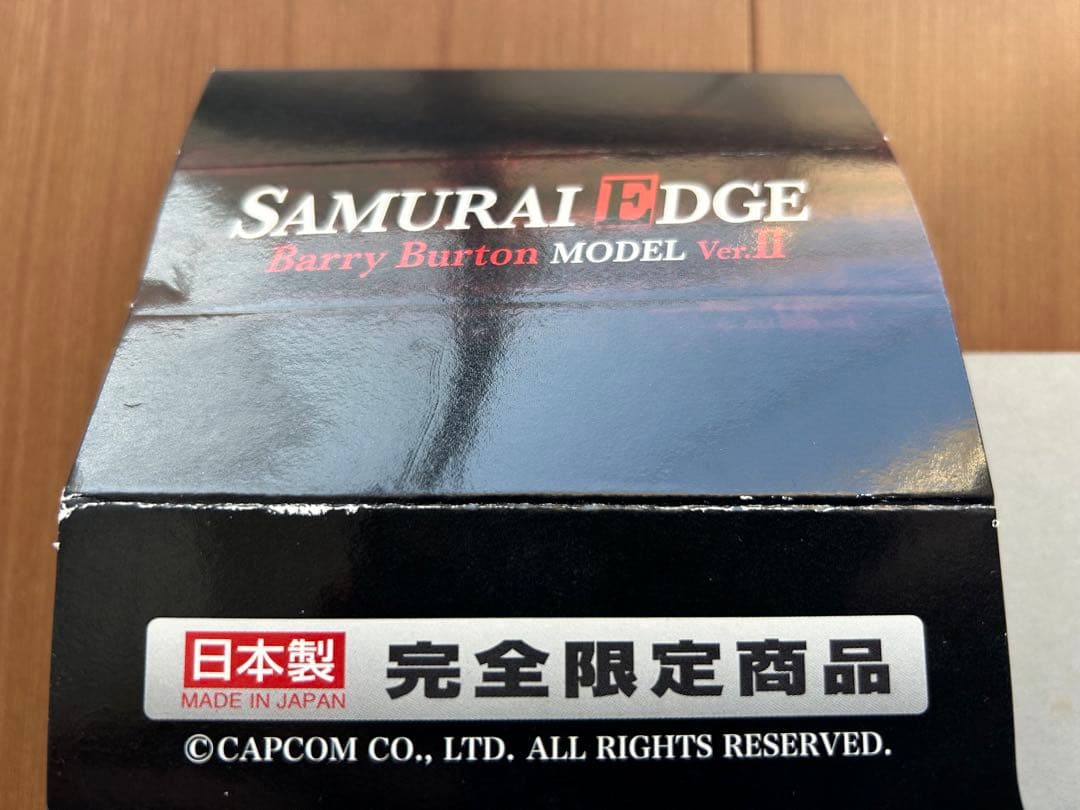 SAMURAI EDGE
Barry Burton MODEL Ver.II
日本製 完全限定商品
MADE IN JAPAN
©CAPCOM CO., LTD. ALL RIGHTS RESERVED.